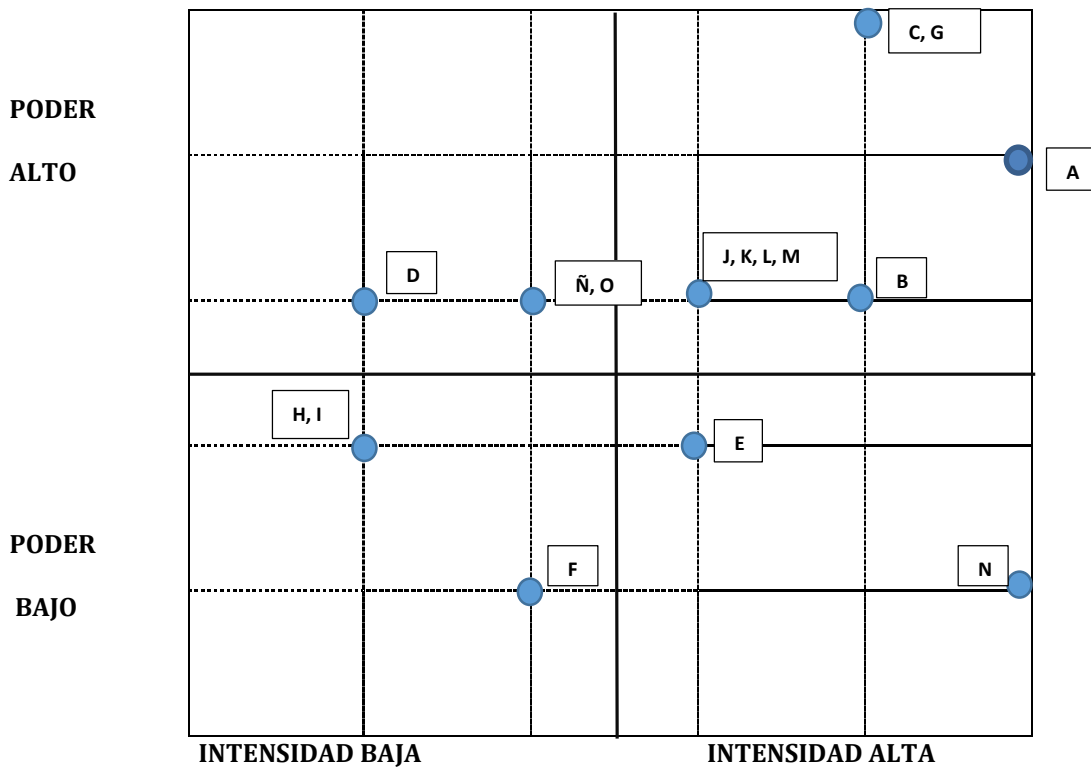 C, G
PODER
ALTO
A
J, K, L, M
D
Ñ, O
B
H, I
E
PODER
BAJO
F
N
INTENSIDAD BAJA
INTENSIDAD ALTA